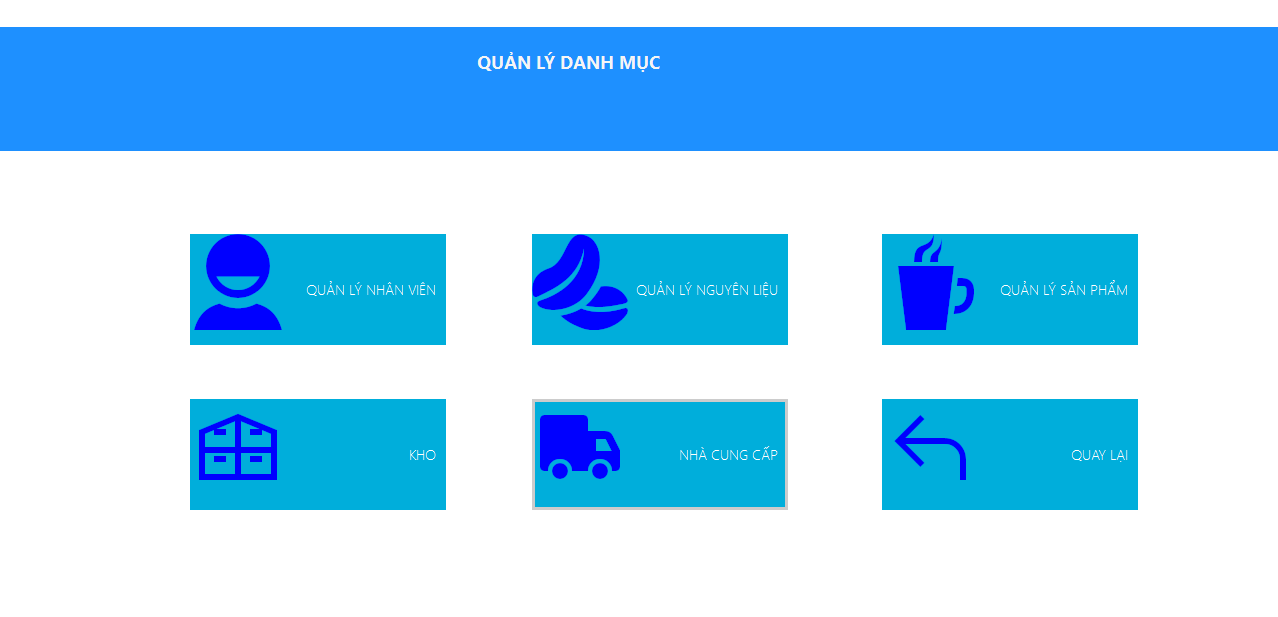 QUẢN LÝ DANH MỤC
QUẢN LÝ NHÂN VIÊN
QUẢN LÝ NGUYÊN LIỆU
QUẢN LÝ SẢN PHẨM
KHO
NHÀ CUNG CẤP
QUAY LẠI